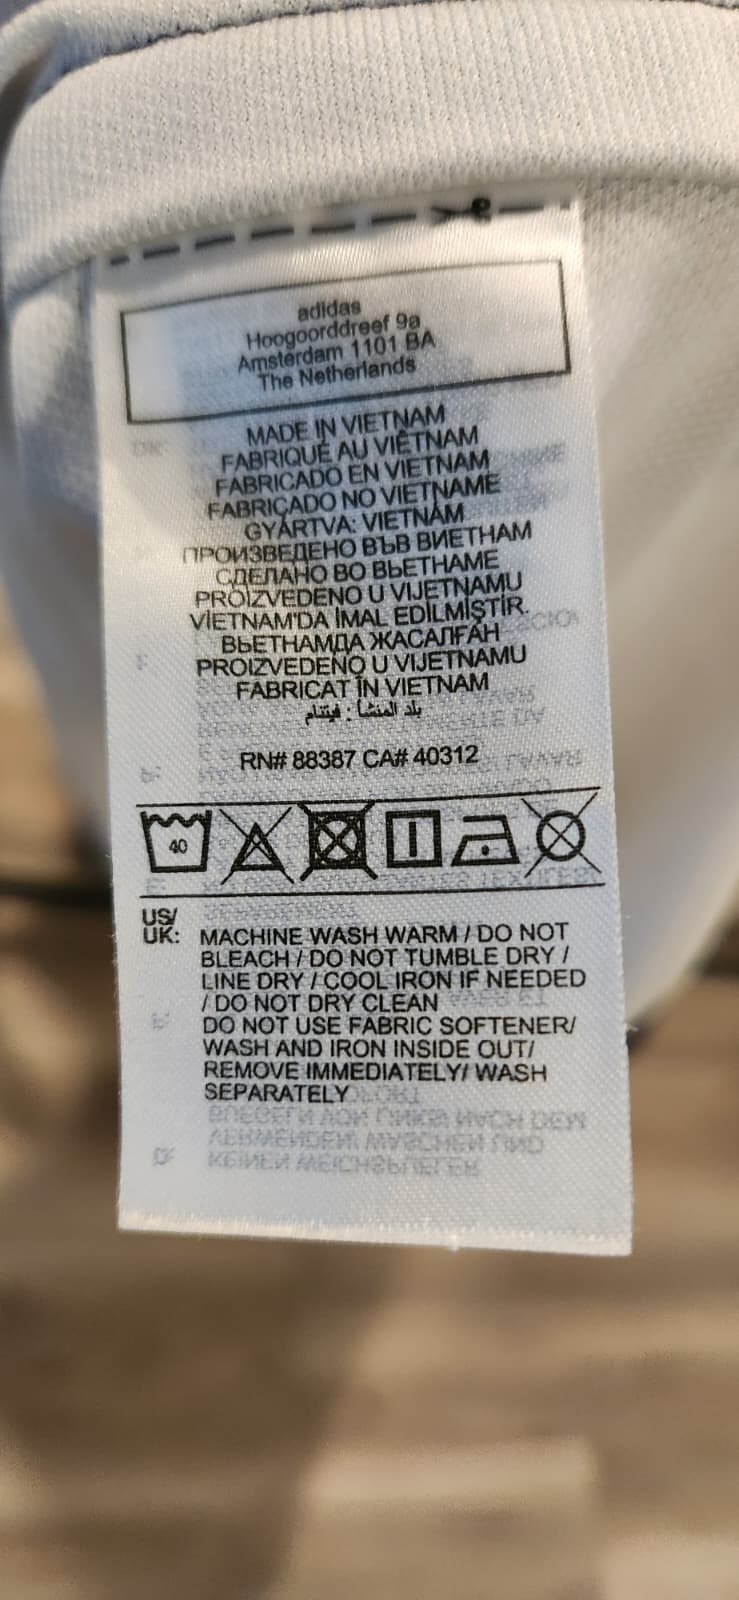 adidas
Hoogoorddreef 9a
Amsterdam 1101 BA
The Netherlands
MADE IN VIETNAM
FABRIQUÉ AU VIÊTNAM
FABRICADO EN VIETNAM
FABRICADO NO VIETNAME
GYÁRTVA: VIETNÁM
ПРОИЗВЕДЕНО ВЪВ ВИЕТНАМ
СДЕЛАНО ВО ВЬЕТНАМЕ
PROIZVEDENO U VIJETNAMU
VİETNAM'DA İMAL EDİLMİŞTİR.
ВЬЕТНАМДА ЖАСАЛҒАН
PROIZVEDENO U VIJETNAMU
FABRICAT ÎN VIETNAM
بلد المنشأ : فيتنام
RN# 88387 CA# 40312
40
US/
UK: MACHINE WASH WARM / DO NOT
BLEACH / DO NOT TUMBLE DRY /
LINE DRY / COOL IRON IF NEEDED
/ DO NOT DRY CLEAN
DO NOT USE FABRIC SOFTENER/
WASH AND IRON INSIDE OUT/
REMOVE IMMEDIATELY/ WASH
SEPARATELY